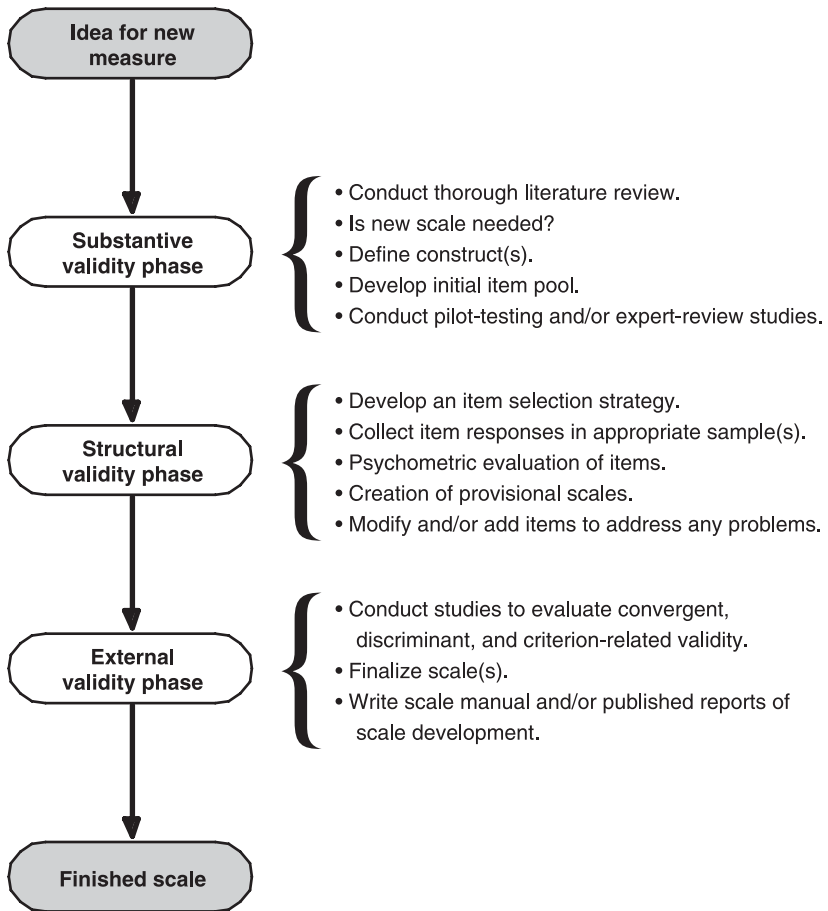 Idea for new
measure
Substantive
validity phase
• Conduct thorough literature review.
• Is new scale needed?
• Define construct(s).
• Develop initial item pool.
• Conduct pilot-testing and/or expert-review studies.
Structural
validity phase
• Develop an item selection strategy.
• Collect item responses in appropriate sample(s).
• Psychometric evaluation of items.
• Creation of provisional scales.
• Modify and/or add items to address any problems.
External
validity phase
• Conduct studies to evaluate convergent,
discriminant, and criterion-related validity.
• Finalize scale(s).
• Write scale manual and/or published reports of
scale development.
Finished scale